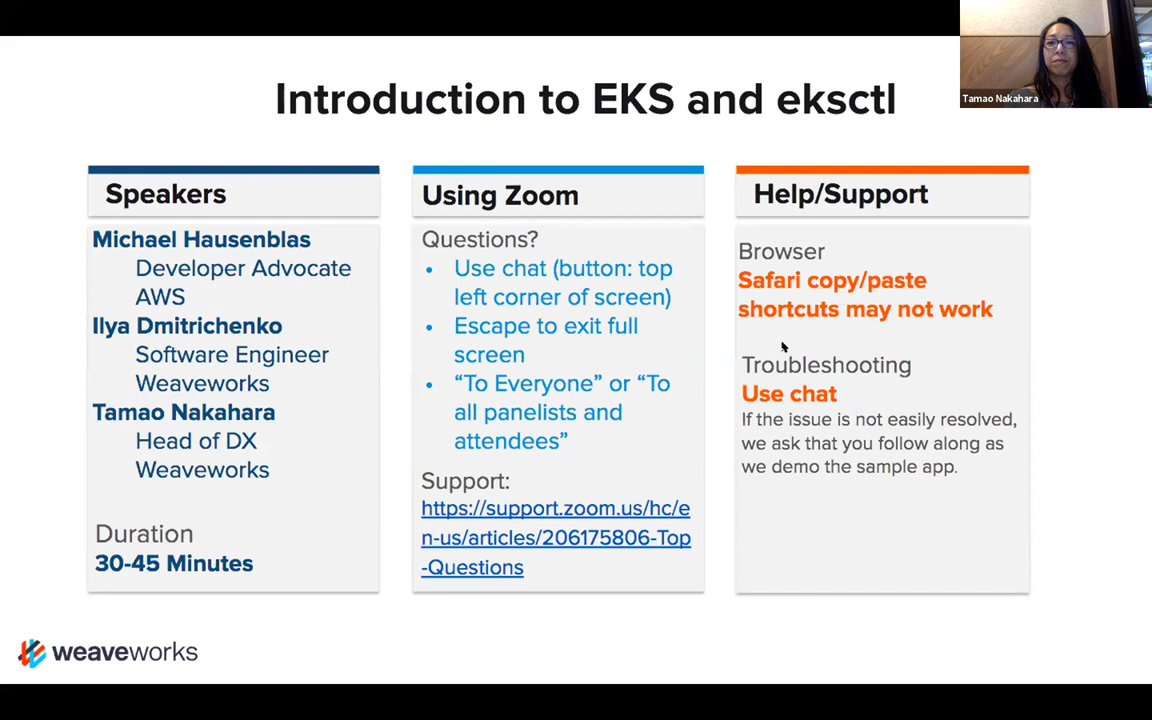 Introduction to EKS and eksctl
Tamao Nakahara
Speakers
Michael Hausenblas
Developer Advocate
AWS
Ilya Dmitrichenko
Software Engineer
Weaveworks
Tamao Nakahara
Head of DX
Weaveworks
Duration
30-45 Minutes
Using Zoom
Questions?
• Use chat (button: top
left corner of screen)
• Escape to exit full
screen
• “To Everyone” or “To
all panelists and
attendees”
Support:
https://support.zoom.us/hc/e
n-us/articles/206175806-Top
-Questions
Help/Support
Browser
Safari copy/paste
shortcuts may not work
Troubleshooting
Use chat
If the issue is not easily resolved,
we ask that you follow along as
we demo the sample app.
weaveworks